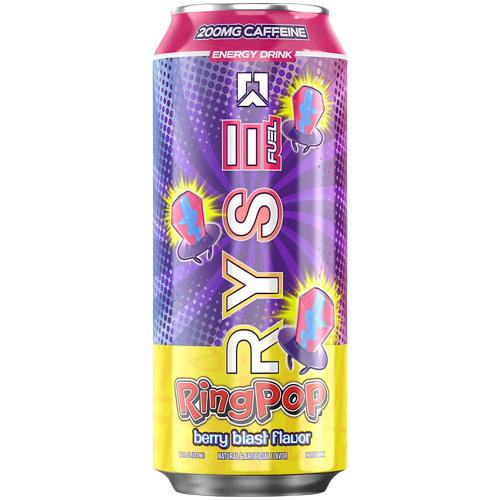 200MG CAFFEINE
ENERGY DRINK
RYSE
FUEL
RingPop
berry blast flavor
NATURAL & ARTIFICIAL FLAVOR